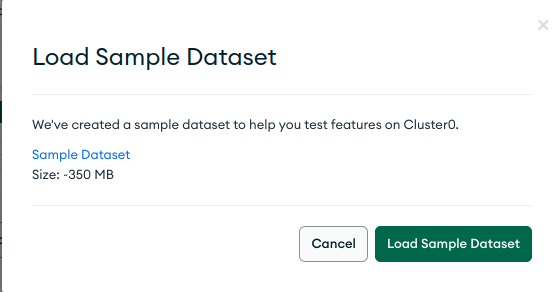 Load Sample Dataset
We've created a sample dataset to help you test features on Cluster0.
Sample Dataset
Size: ~350 MB
Cancel
Load Sample Dataset